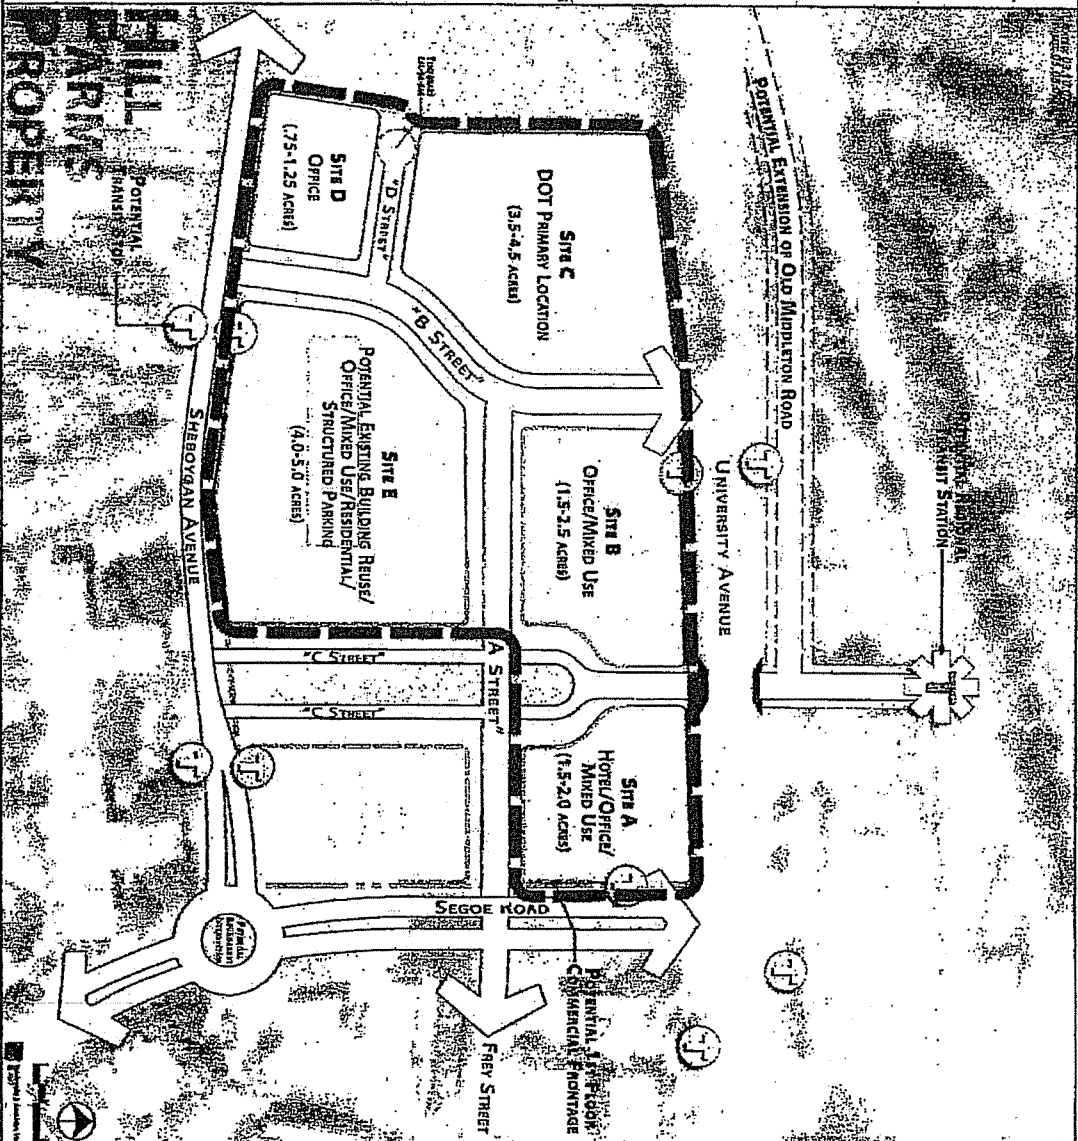 HILL
FARMS
PROPERTY
POTENTIAL
TRANSIT STOP
SITE D
OFFICE
(.75-1.25 ACRES)
"D STREET"
SITE C
DOT PRIMARY LOCATION
(3.5-4.5 ACRES)
"B STREET"
SITE E
POTENTIAL EXISTING BUILDING REUSE/
OFFICE/MIXED USE/RESIDENTIAL/
STRUCTURED PARKING
(4.0-5.0 ACRES)
SITE B
OFFICE/MIXED USE
(1.5-2.5 ACRES)
SITE A
HOTEL/OFFICE/
MIXED USE
(1.5-2.0 ACRES)
"C STREET"
"C STREET"
A STREET"
SHEBOYGAN AVENUE
UNIVERSITY AVENUE
POTENTIAL EXTENSION OF OLD MIDDLETON ROAD
TRANSIT STATION
SEGOE ROAD
FREY STREET
POTENTIAL 1ST FLOOR
COMMERCIAL FRONTAGE